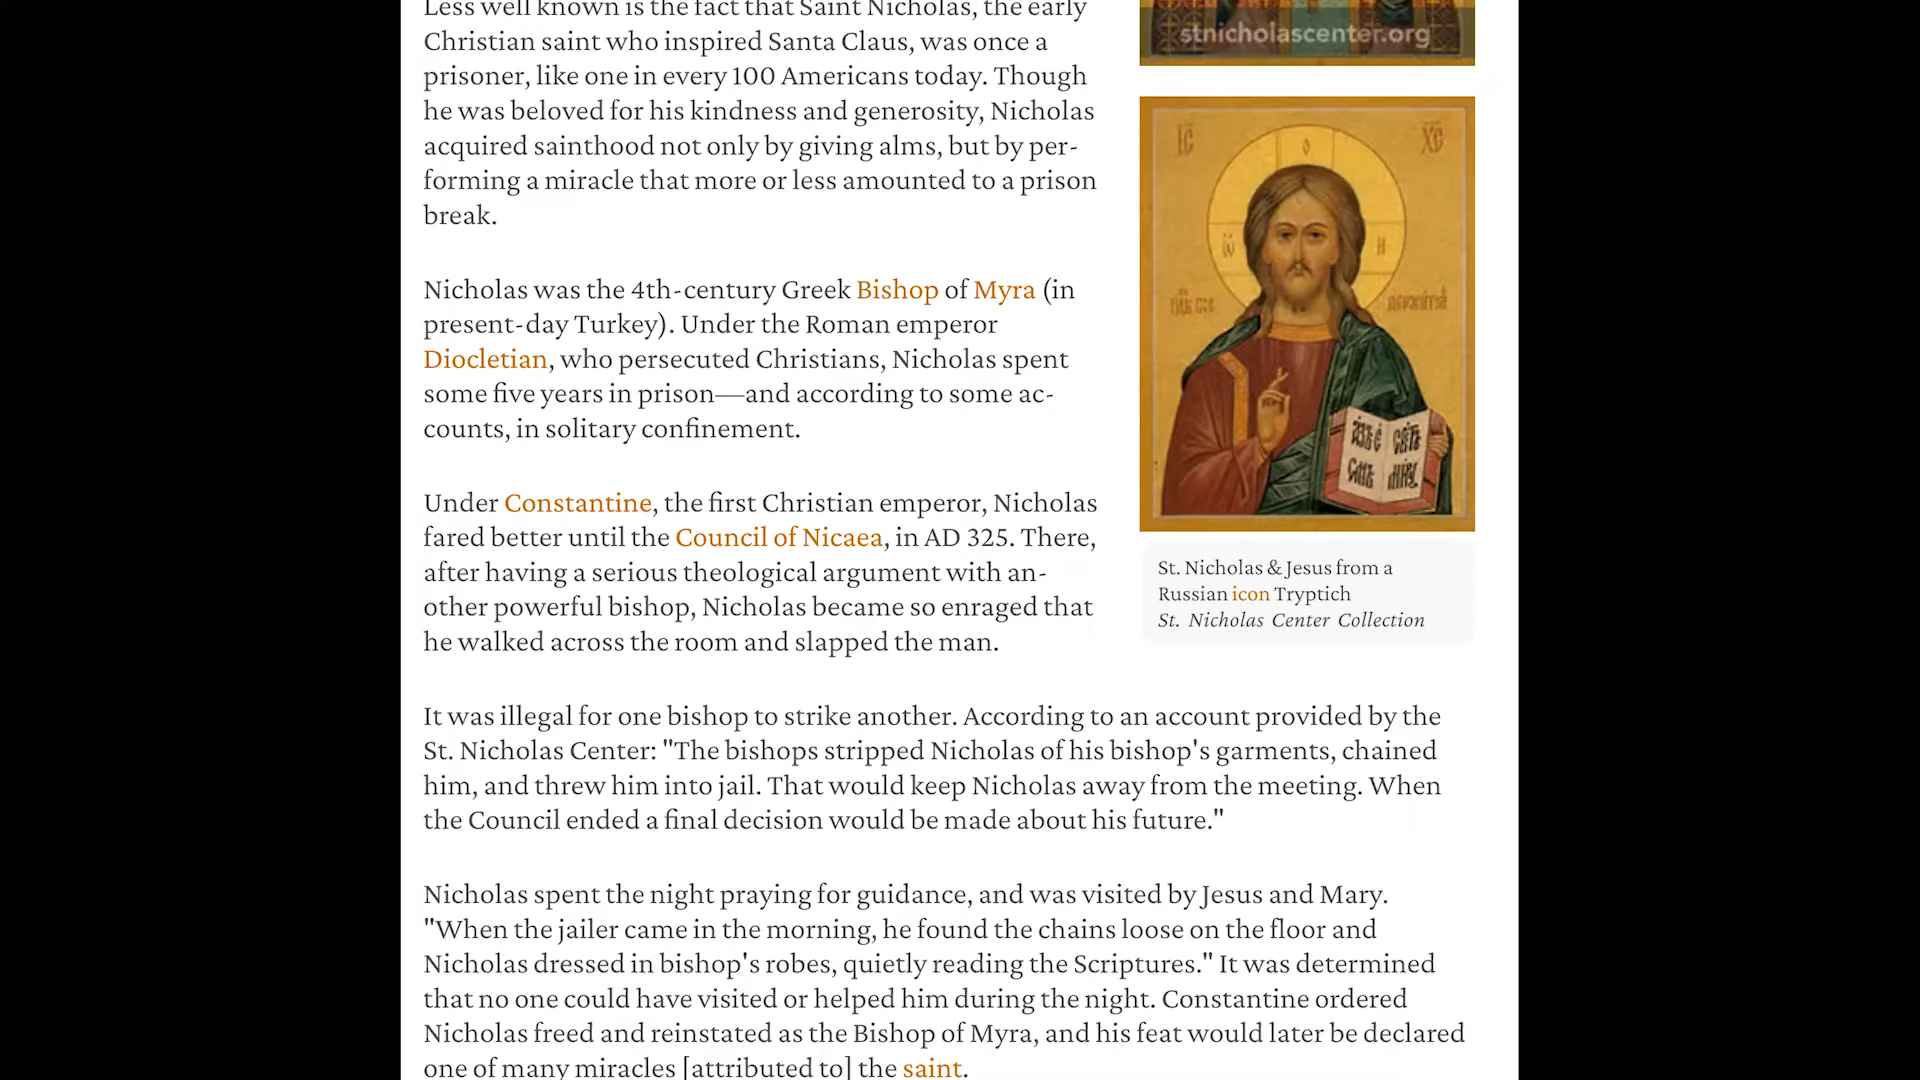 Less well known is the fact that Saint Nicholas, the early
Christian saint who inspired Santa Claus, was once a
prisoner, like one in every 100 Americans today. Though
he was beloved for his kindness and generosity, Nicholas
acquired sainthood not only by giving alms, but by per-
forming a miracle that more or less amounted to a prison
break.
Nicholas was the 4th-century Greek Bishop of Myra (in
present-day Turkey). Under the Roman emperor
Diocletian, who persecuted Christians, Nicholas spent
some five years in prison—and according to some ac-
counts, in solitary confinement.
Under Constantine, the first Christian emperor, Nicholas
fared better until the Council of Nicaea, in AD 325. There,
after having a serious theological argument with an-
other powerful bishop, Nicholas became so enraged that
he walked across the room and slapped the man.
It was illegal for one bishop to strike another. According to an account provided by the
St. Nicholas Center: "The bishops stripped Nicholas of his bishop's garments, chained
him, and threw him into jail. That would keep Nicholas away from the meeting. When
the Council ended a final decision would be made about his future."
Nicholas spent the night praying for guidance, and was visited by Jesus and Mary.
"When the jailer came in the morning, he found the chains loose on the floor and
Nicholas dressed in bishop's robes, quietly reading the Scriptures." It was determined
that no one could have visited or helped him during the night. Constantine ordered
Nicholas freed and reinstated as the Bishop of Myra, and his feat would later be declared
one of many miracles [attributed to] the saint.
stnicholascenter.org
IC XC
St. Nicholas & Jesus from a
Russian icon Tryptich
St. Nicholas Center Collection